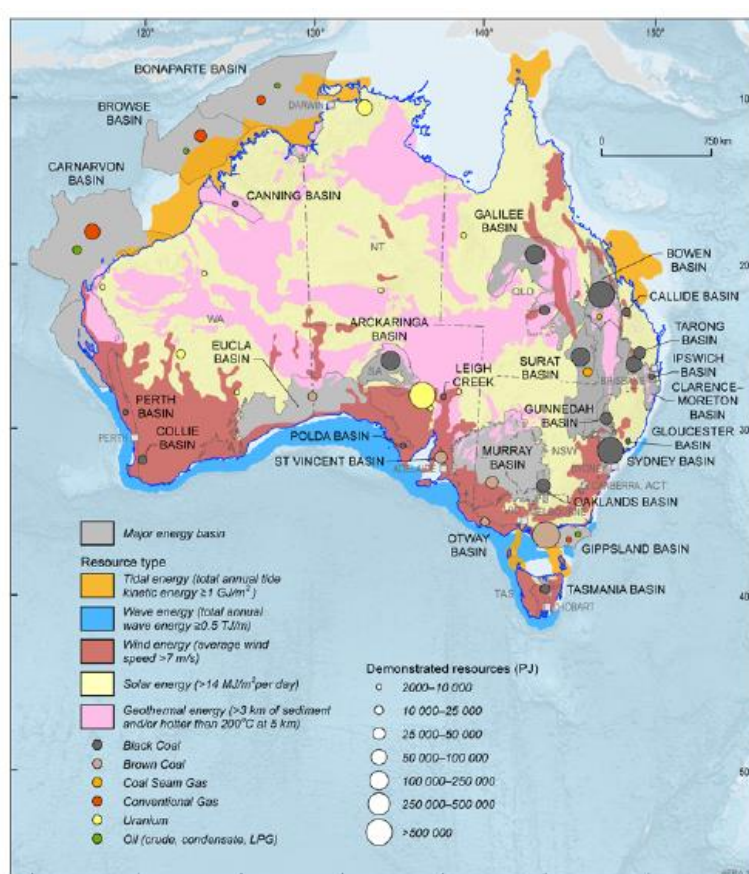 120°
130°
140°
150°
BONAPARTE BASIN
DARWIN
10
BROWSE
BASIN
0
750 km
CARNARVON
BASIN
CANNING BASIN
GALILEE
BASIN
NT
BOWEN
BASIN
20
QLD
CALLIDE BASIN
WA
ARCKARINGA
BASIN
TARONG
BASIN
EUCLA
BASIN
SURAT
BASIN
LEIGH
CREEK
IPSWICH
BASIN
SA
BRISBANE
PERTH
BASIN
CLARENCE-
MORETON
BASIN
GUNNEDAH
BASIN
COLLIE
BASIN
PERTH
POLDA BASIN
30
GLOUCESTER
BASIN
ST VINCENT BASIN
ADELAIDE
MURRAY
BASIN
NSW
SYDNEY BASIN
CANBERRA, ACT
OAKLANDS BASIN
OTWAY
BASIN
GIPPSLAND BASIN
TAS
TASMANIA BASIN
HOBART
40
50
Major energy basin
Resource type
Tidal energy (total annual tide
kinetic energy ≥1 GJ/m²)
Wave energy (total annual
wave energy ≥0.5 TJ/m)
Wind energy (average wind
speed >7 m/s)
Solar energy (>14 MJ/m² per day)
Geothermal energy (>3 km of sediment
and/or hotter than 200°C at 5 km)
Black Coal
Brown Coal
Coal Seam Gas
Conventional Gas
Uranium
Oil (crude, condensate, LPG)
Demonstrated resources (PJ)
2000–10 000
10 000–25 000
25 000–50 000
50 000–100 000
100 000–250 000
250 000–500 000
>500 000